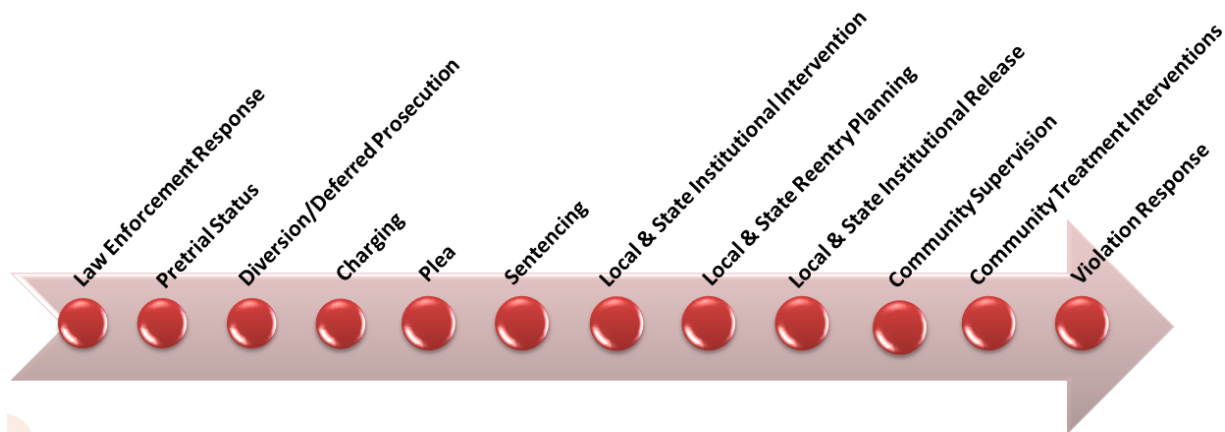 Law Enforcement Response
Pretrial Status
Diversion/Deferred Prosecution
Charging
Plea
Sentencing
Local & State Institutional Intervention
Local & State Reentry Planning
Local & State Institutional Release
Community Supervision
Community Treatment Interventions
Violation Response